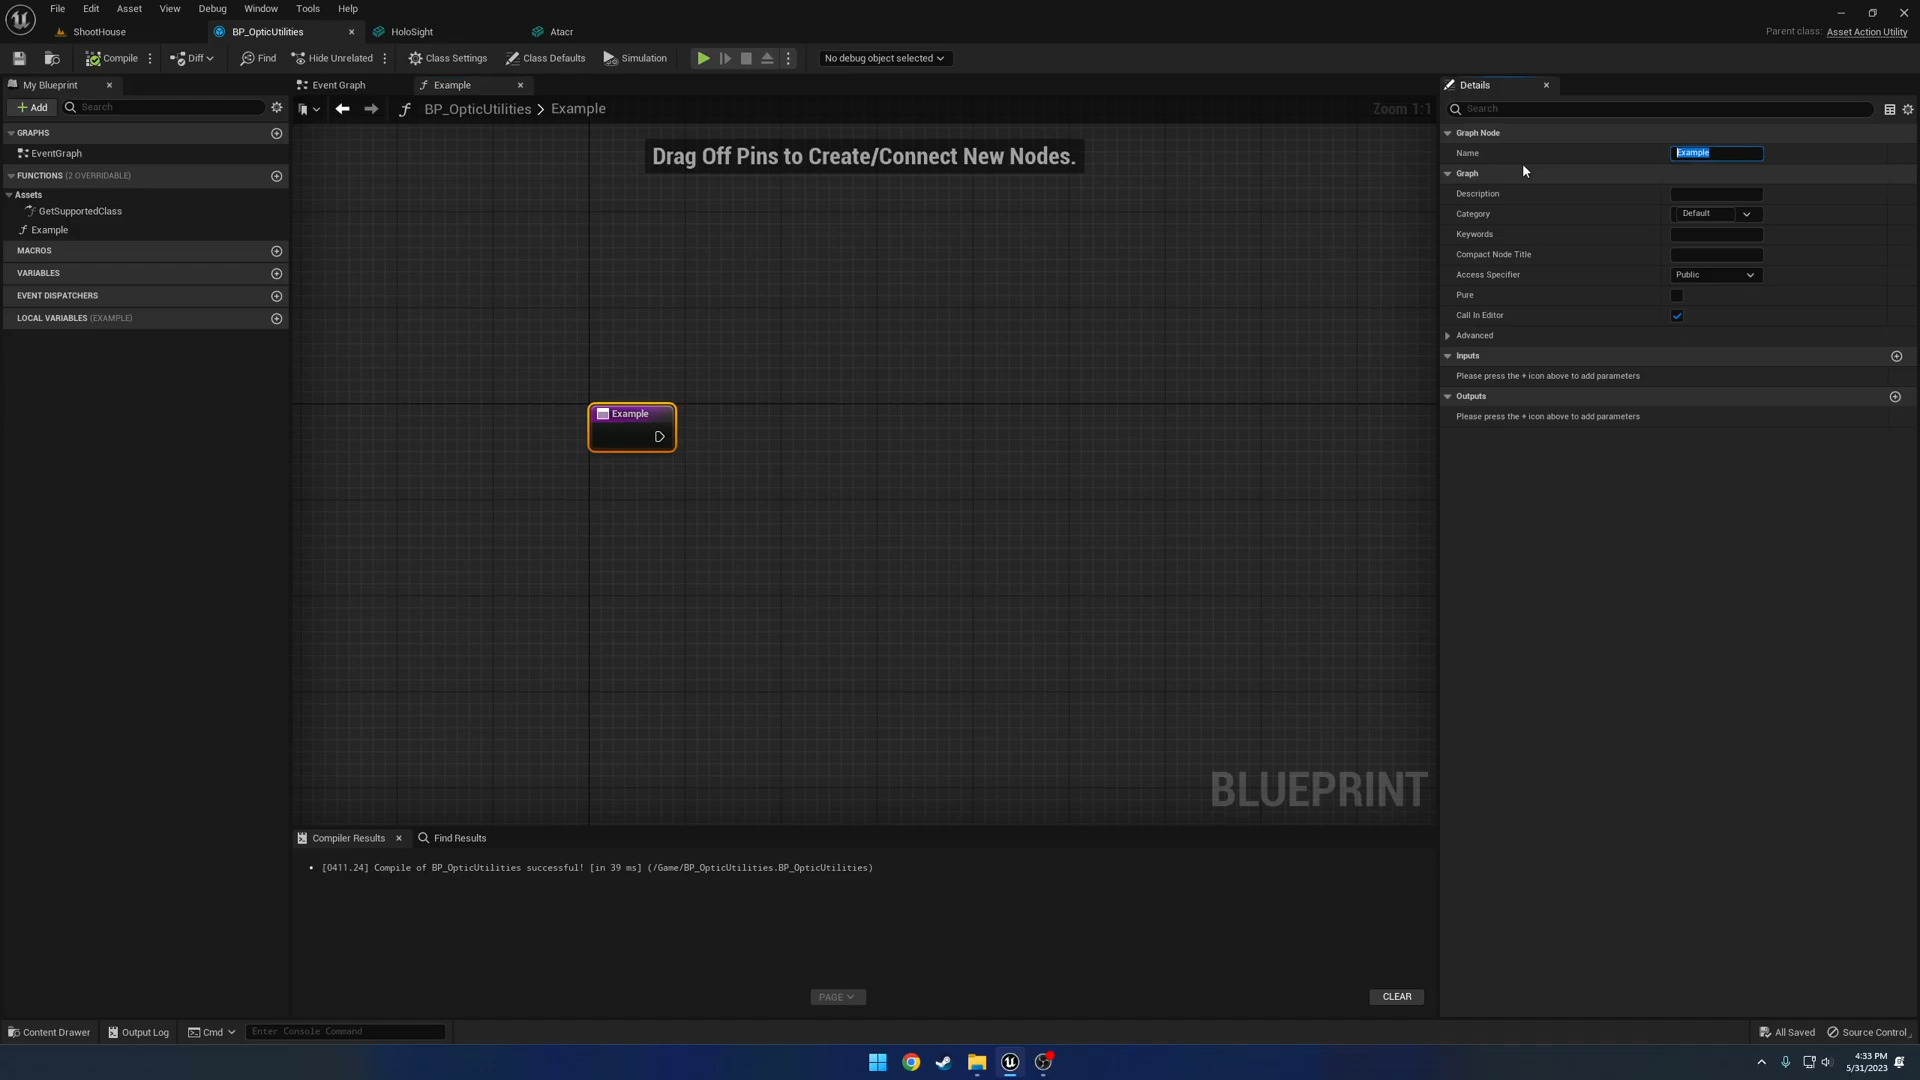 File Edit Asset View Debug Window Tools Help
ShootHouse BP_OpticUtilities HoloSight Atacr
Parent class: Asset Action Utility
Compile Diff Find Hide Unrelated Class Settings Class Defaults Simulation No debug object selected
My Blueprint
Add Search
GRAPHS
EventGraph
FUNCTIONS (2 OVERRIDABLE)
Assets
GetSupportedClass
Example
MACROS
VARIABLES
EVENT DISPATCHERS
LOCAL VARIABLES (EXAMPLE)
Event Graph Example
BP_OpticUtilities > Example Zoom 1:1
Drag Off Pins to Create/Connect New Nodes.
Example
BLUEPRINT
Compiler Results Find Results
[0411.24] Compile of BP_OpticUtilities successful! [in 39 ms] (/Game/BP_OpticUtilities.BP_OpticUtilities)
PAGE CLEAR
Details
Search
Graph Node
Name Example
Graph
Description
Category Default
Keywords
Compact Node Title
Access Specifier Public
Pure
Call In Editor
Advanced
Inputs
Please press the + icon above to add parameters
Outputs
Please press the + icon above to add parameters
Content Drawer Output Log Cmd Enter Console Command All Saved Source Control
4:33 PM
5/31/2023